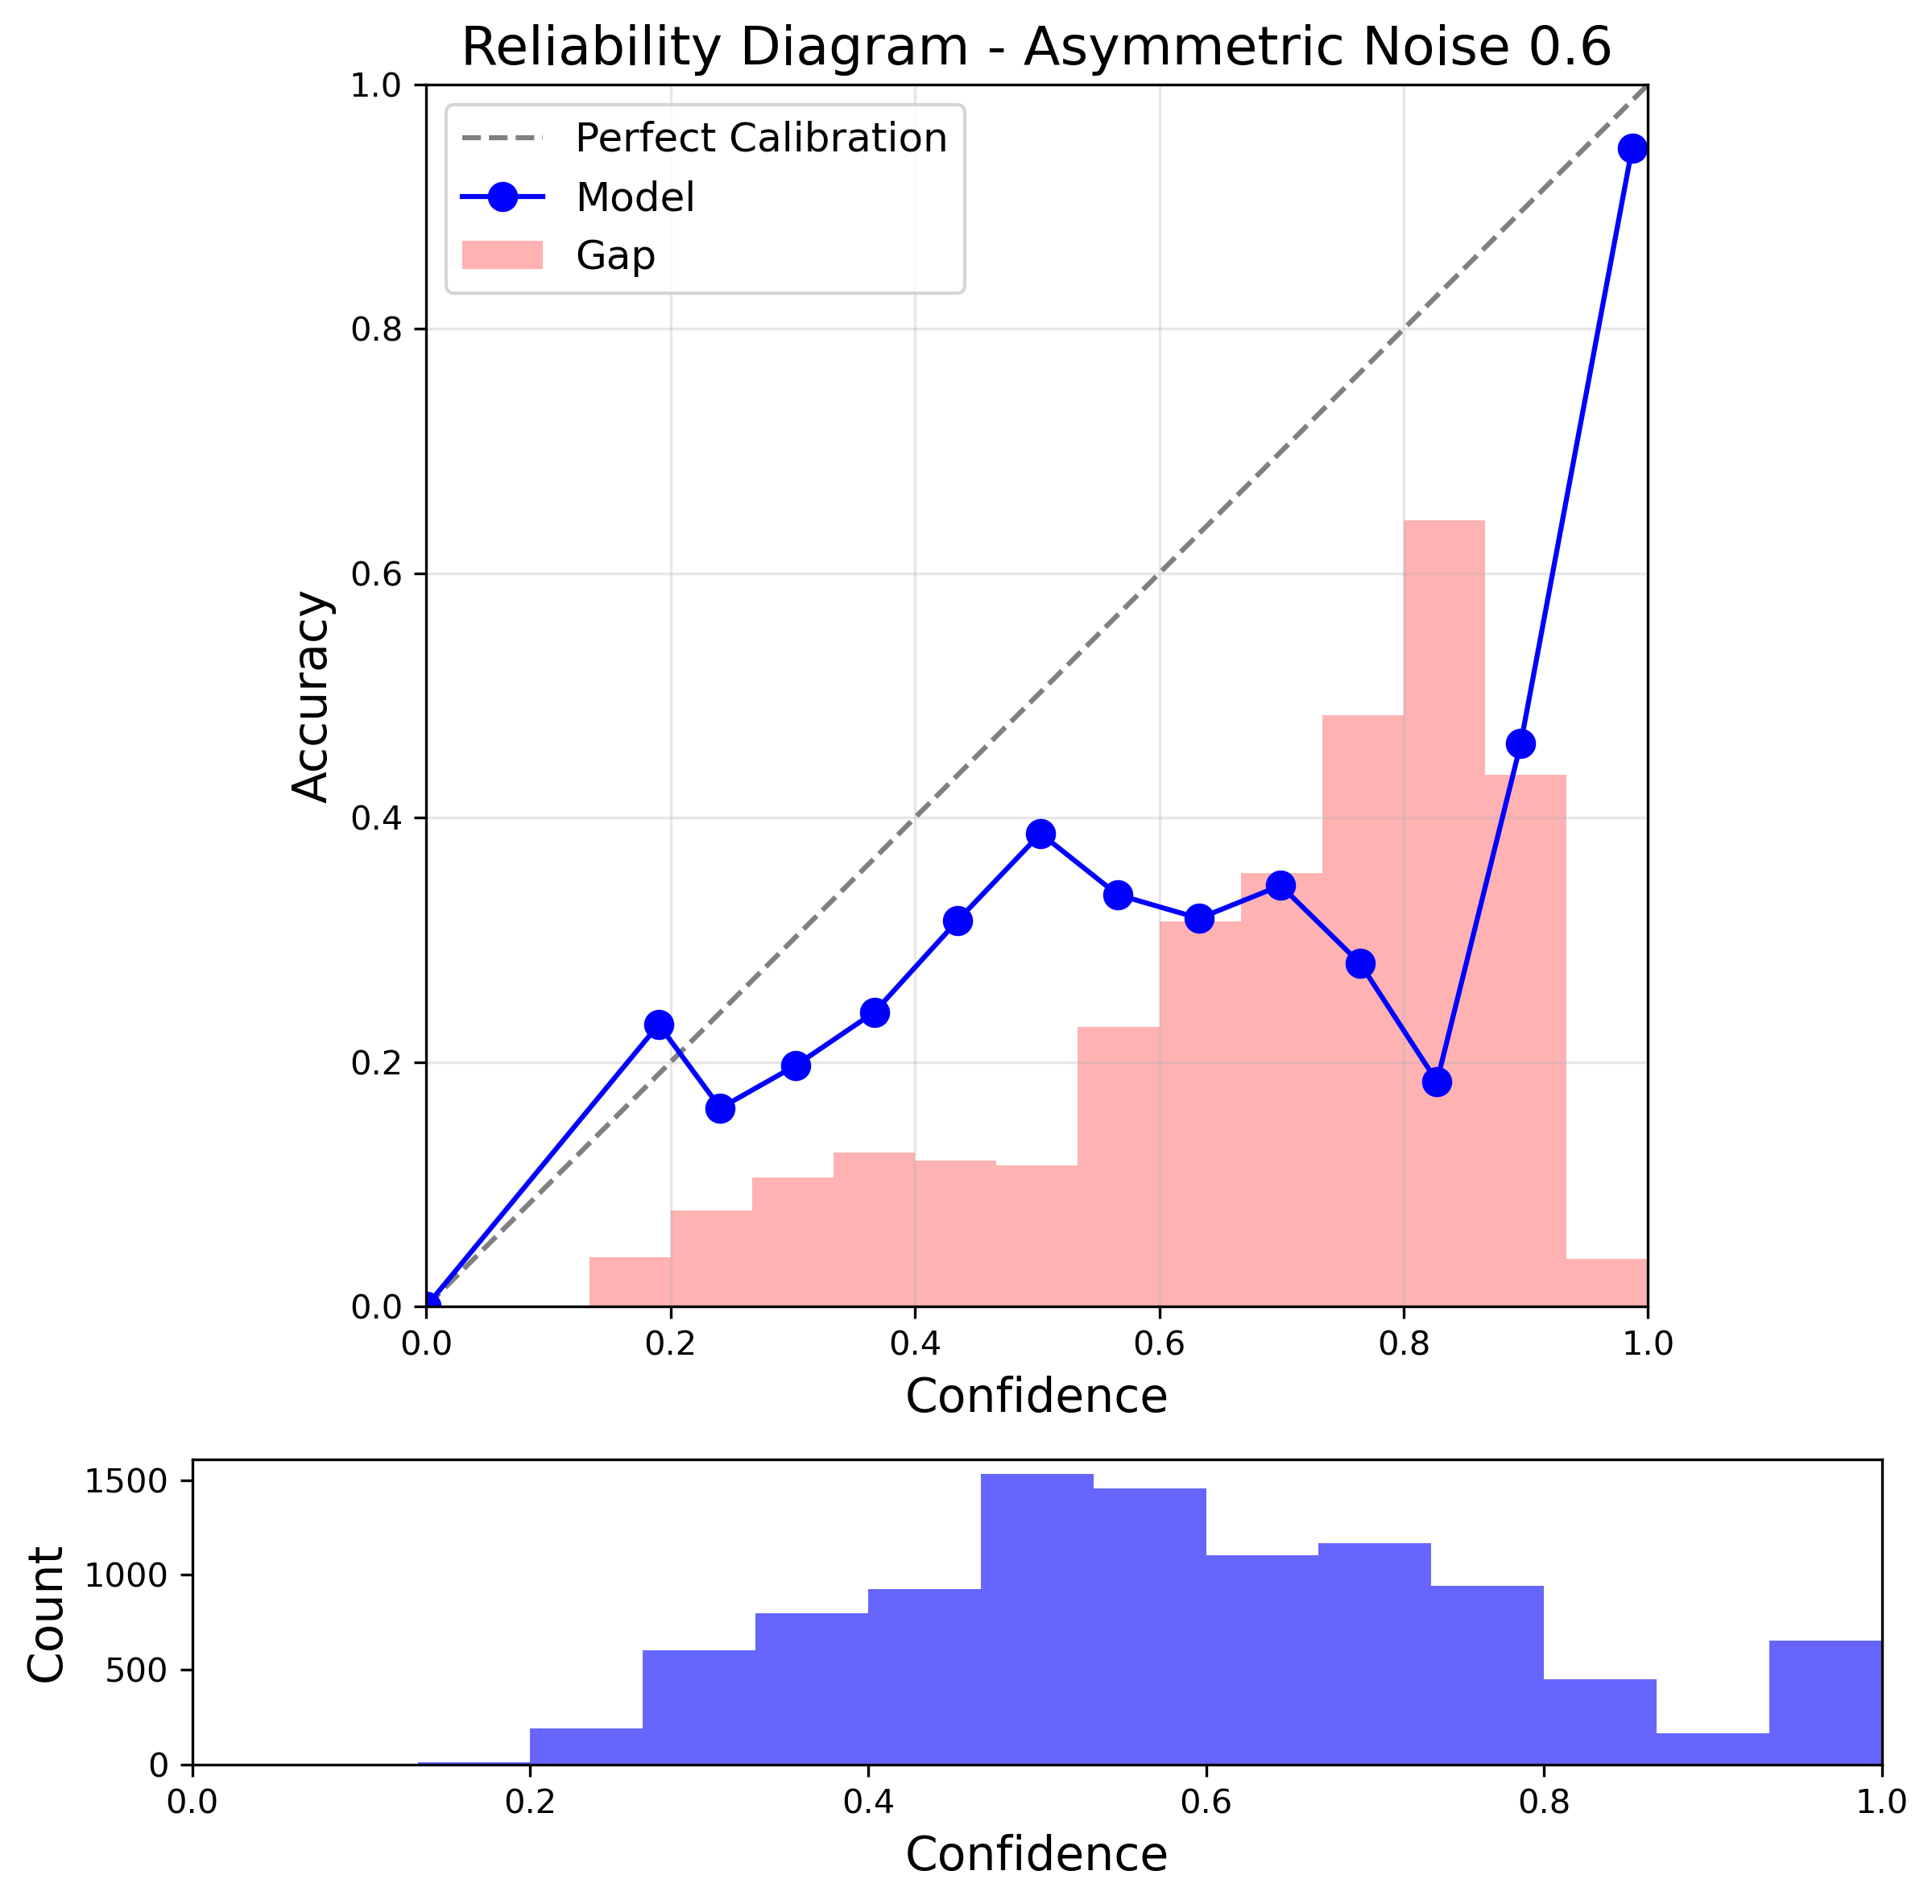 Reliability Diagram - Asymmetric Noise 0.6
Perfect Calibration
Model
Gap
Accuracy
1.0
0.8
0.6
0.4
0.2
0.0
0.0 0.2 0.4 0.6 0.8 1.0
Confidence
Count
1500
1000
500
0
0.0 0.2 0.4 0.6 0.8 1.0
Confidence